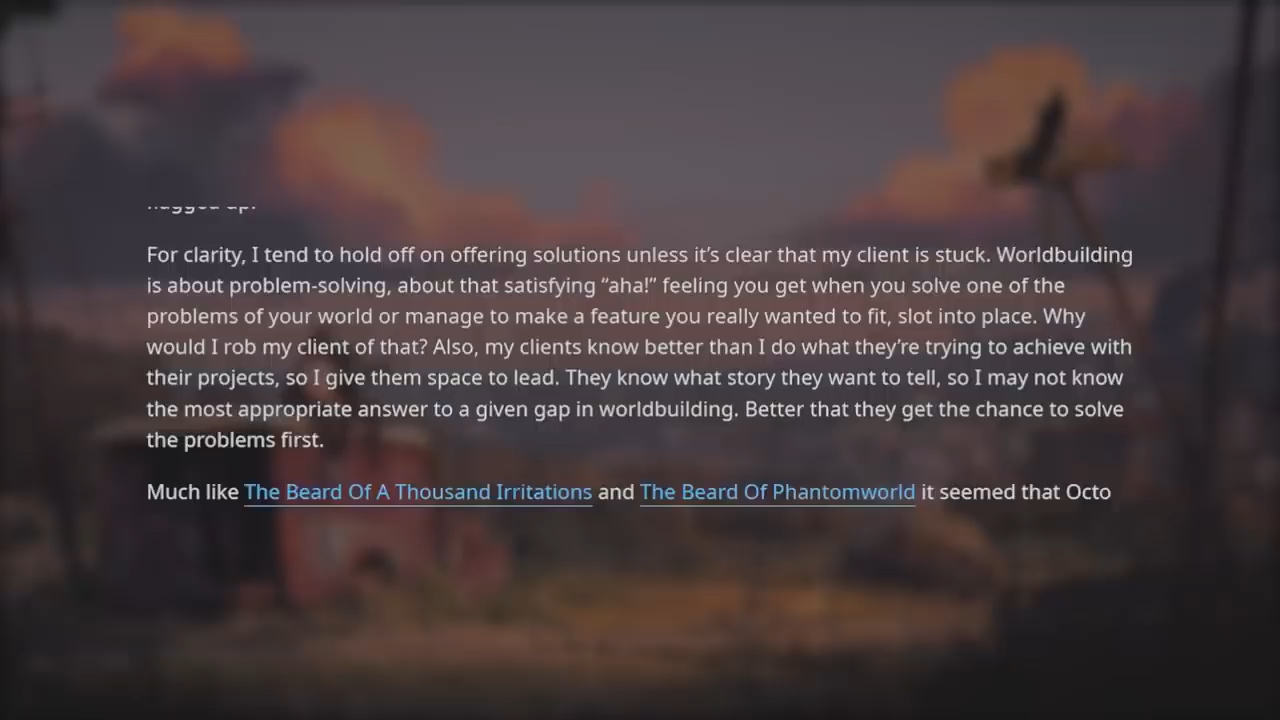 For clarity, I tend to hold off on offering solutions unless it’s clear that my client is stuck. Worldbuilding
is about problem-solving, about that satisfying “aha!” feeling you get when you solve one of the
problems of your world or manage to make a feature you really wanted to fit, slot into place. Why
would I rob my client of that? Also, my clients know better than I do what they’re trying to achieve with
their projects, so I give them space to lead. They know what story they want to tell, so I may not know
the most appropriate answer to a given gap in worldbuilding. Better that they get the chance to solve
the problems first.
Much like The Beard Of A Thousand Irritations and The Beard Of Phantomworld it seemed that Octo